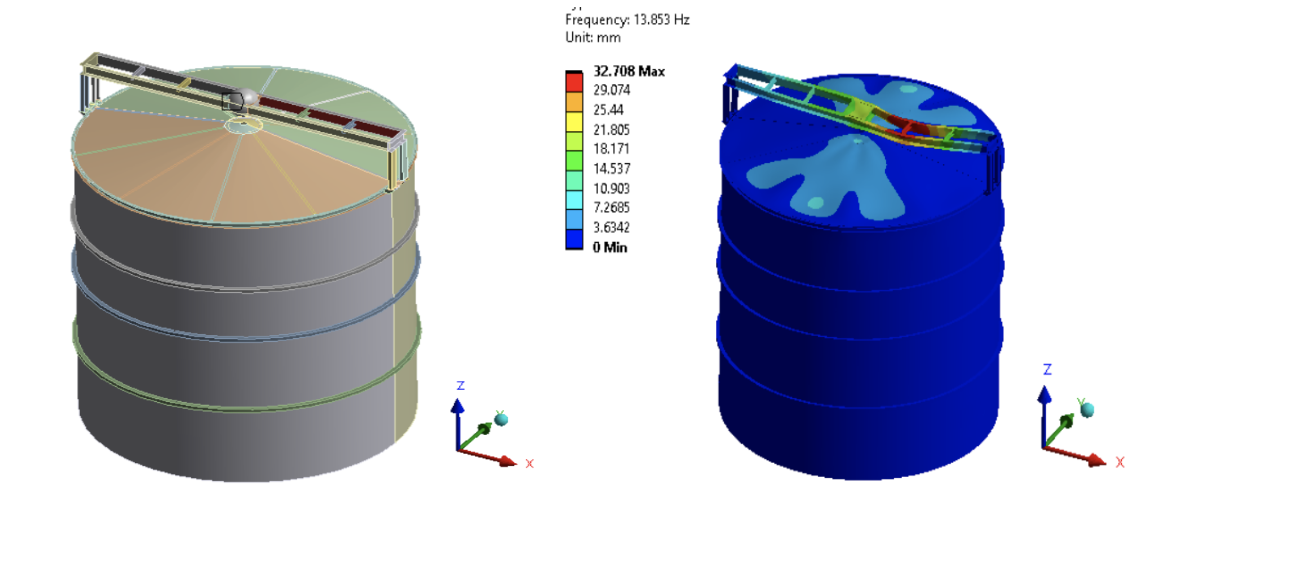 Frequency: 13.853 Hz
Unit: mm
32.708 Max
29.074
25.44
21.805
18.171
14.537
10.903
7.2685
3.6342
0 Min
Z
Y
X
Z
Y
X